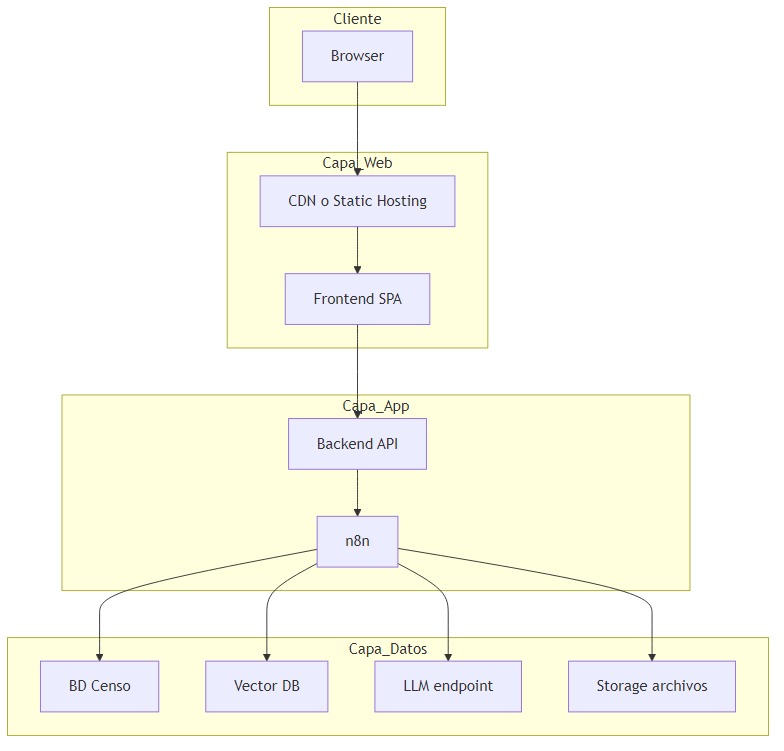 Cliente
Browser
Capa_Web
CDN o Static Hosting
Frontend SPA
Capa_App
Backend API
n8n
Capa_Datos
BD Censo
Vector DB
LLM endpoint
Storage archivos